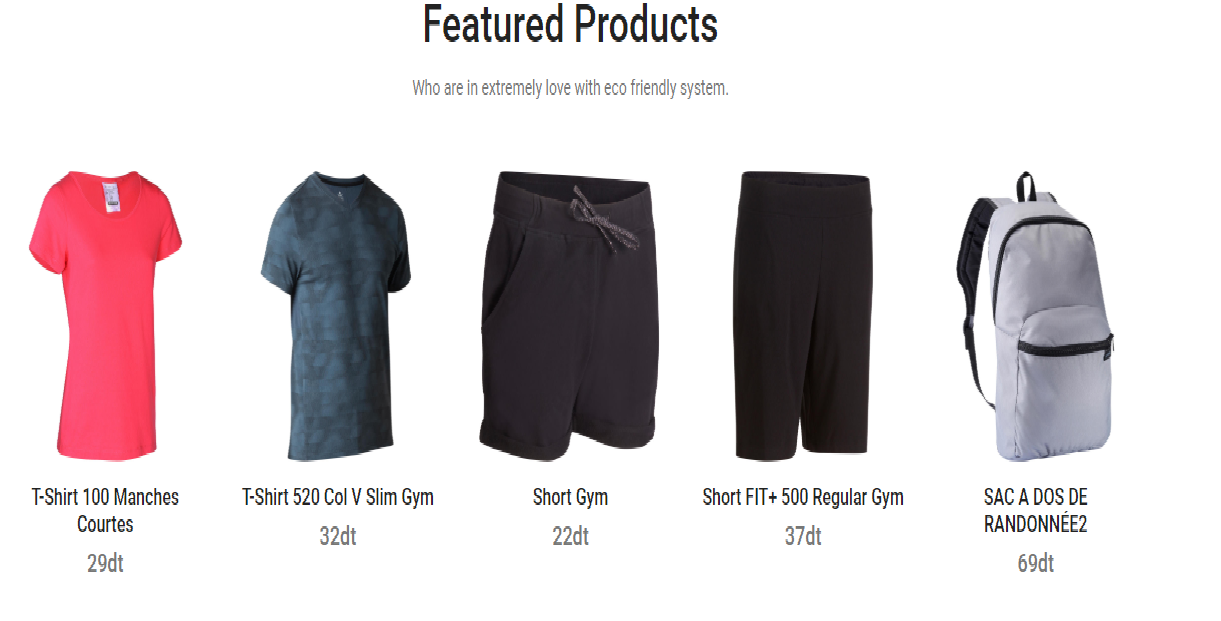 Featured Products
Who are in extremely love with eco friendly system.
T-Shirt 100 Manches
Courtes
29dt
T-Shirt 520 Col V Slim Gym
32dt
Short Gym
22dt
Short FIT+ 500 Regular Gym
37dt
SAC A DOS DE
RANDONNÉE2
69dt